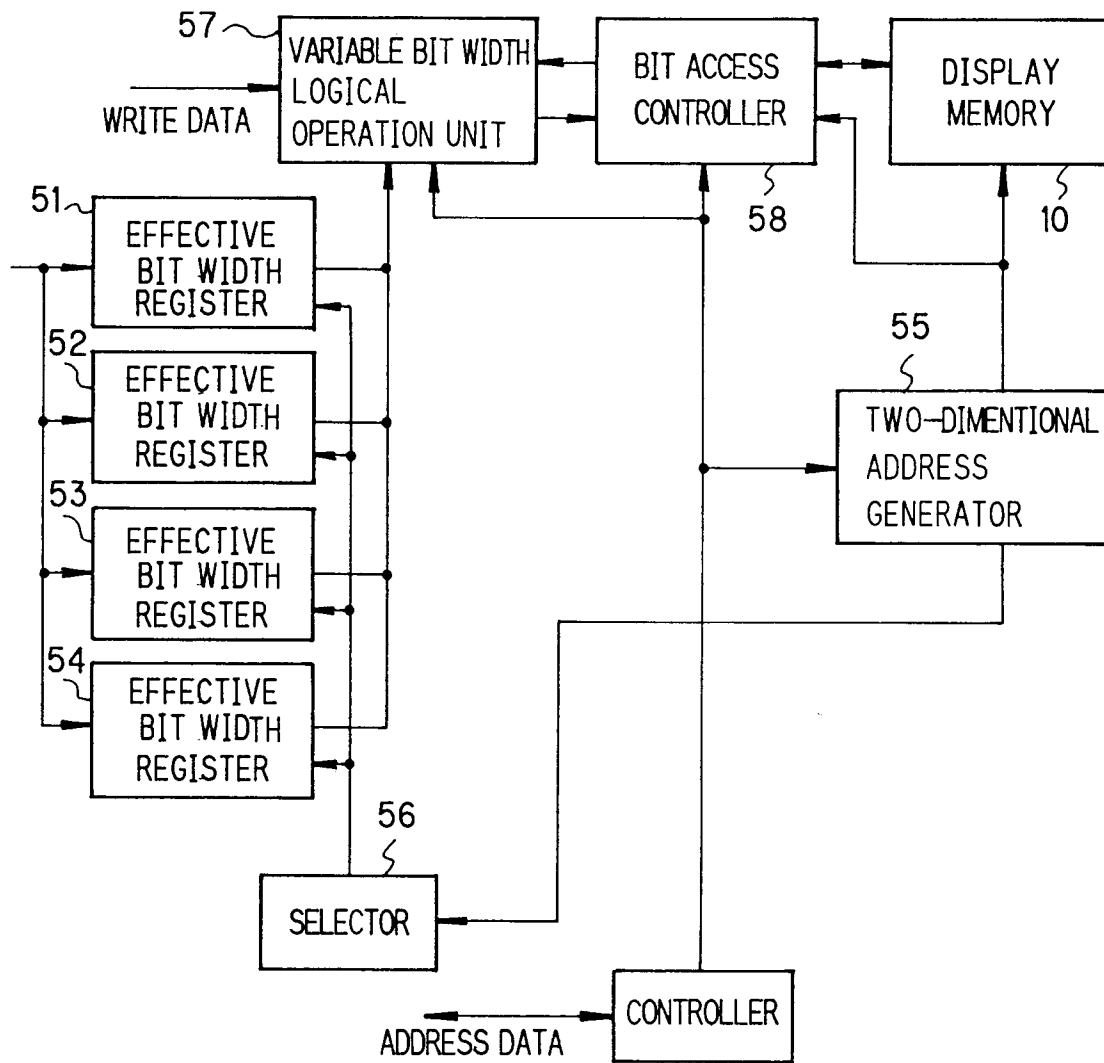 57
VARIABLE BIT WIDTH
LOGICAL
OPERATION UNIT
WRITE DATA
BIT ACCESS
CONTROLLER
58
DISPLAY
MEMORY
10
51
EFFECTIVE
BIT WIDTH
REGISTER
52
EFFECTIVE
BIT WIDTH
REGISTER
53
EFFECTIVE
BIT WIDTH
REGISTER
54
EFFECTIVE
BIT WIDTH
REGISTER
55
TWO-DIMENTIONAL
ADDRESS
GENERATOR
56
SELECTOR
CONTROLLER
ADDRESS DATA